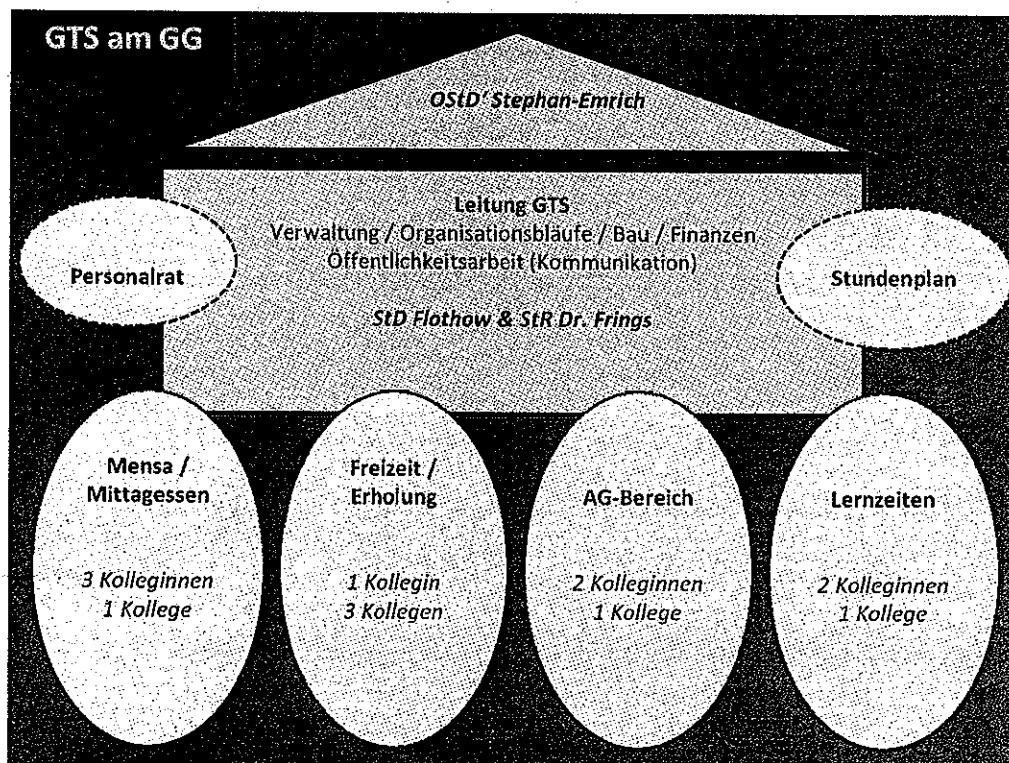 GTS am GG
OStD‘ Stephan-Emrich
Leitung GTS
Verwaltung / Organisationsbläufe / Bau / Finanzen
Öffentlichkeitsarbeit (Kommunikation)
StD Flothow & StR Dr. Frings
Personalrat
Stundenplan
Mensa /
Mittagessen
3 Kolleginnen
1 Kollege
Freizeit /
Erholung
1 Kollegin
3 Kollegen
AG-Bereich
2 Kolleginnen
1 Kollege
Lernzeiten
2 Kolleginnen
1 Kollege